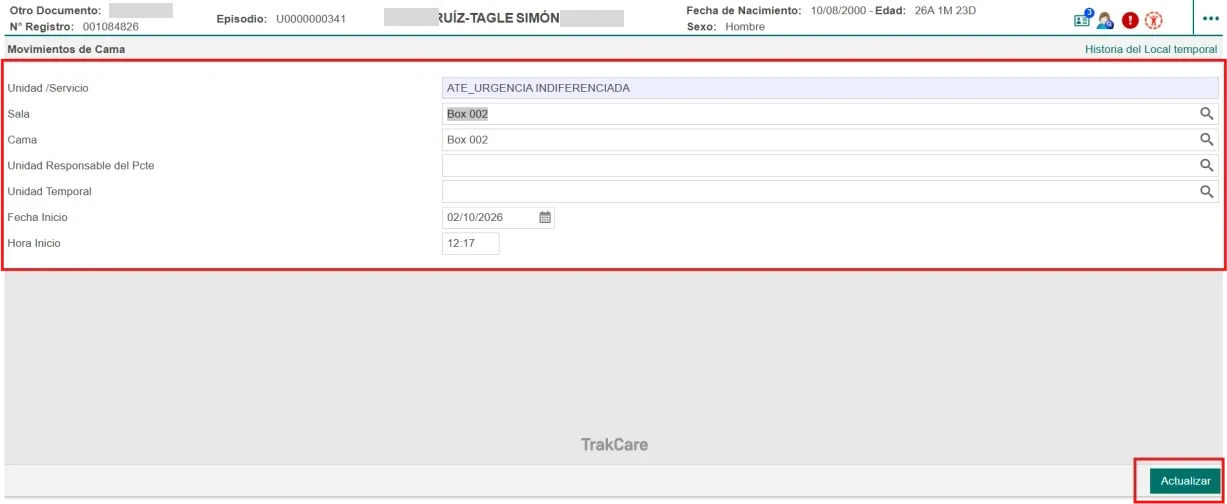 Otro Documento:
Nº Registro: 001084826
Episodio: U0000000341
RUÍZ-TAGLE SIMÓN
Fecha de Nacimiento: 10/08/2000 - Edad: 26A 1M 23D
Sexo: Hombre
3
Movimientos de Cama
Historia del Local temporal
Unidad /Servicio ATE_URGENCIA INDIFERENCIADA
Sala Box 002
Cama Box 002
Unidad Responsable del Pcte
Unidad Temporal
Fecha Inicio 02/10/2026
Hora Inicio 12:17
TrakCare
Actualizar